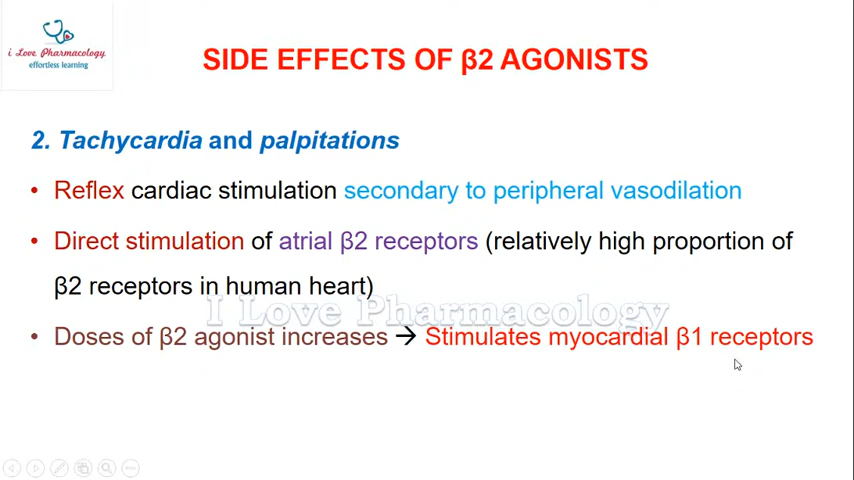 i Love Pharmacology
effortless learning
SIDE EFFECTS OF β2 AGONISTS
2. Tachycardia and palpitations
• Reflex cardiac stimulation secondary to peripheral vasodilation
• Direct stimulation of atrial β2 receptors (relatively high proportion of
β2 receptors in human heart)
I Love Pharmacology
• Doses of β2 agonist increases → Stimulates myocardial β1 receptors